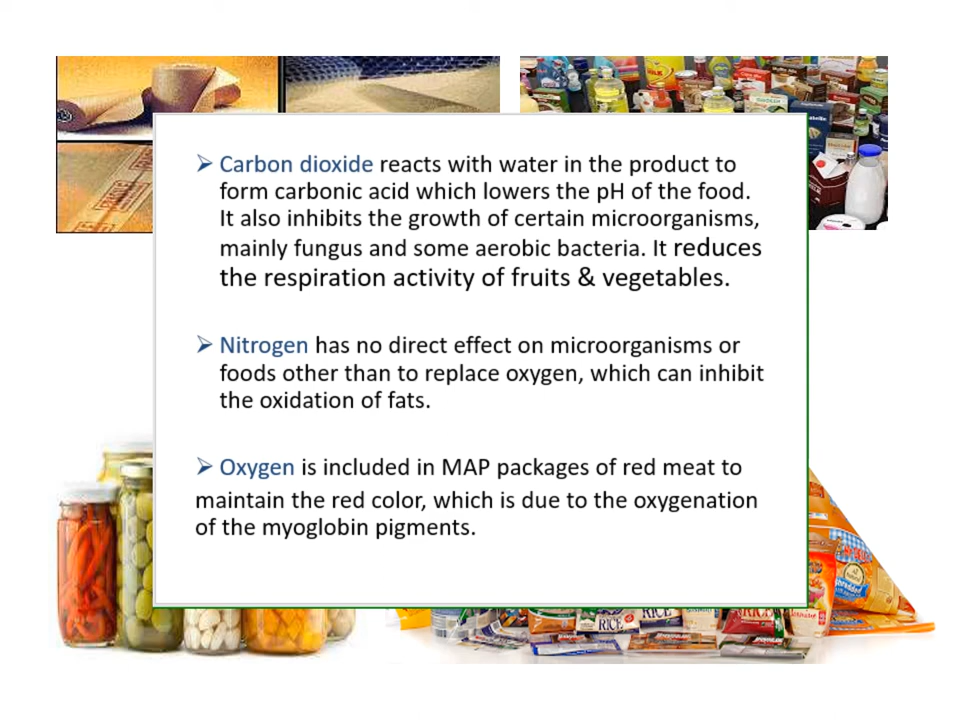 ➢ Carbon dioxide reacts with water in the product to
form carbonic acid which lowers the pH of the food.
It also inhibits the growth of certain microorganisms,
mainly fungus and some aerobic bacteria. It reduces
the respiration activity of fruits & vegetables.
➢ Nitrogen has no direct effect on microorganisms or
foods other than to replace oxygen, which can inhibit
the oxidation of fats.
➢ Oxygen is included in MAP packages of red meat to
maintain the red color, which is due to the oxygenation
of the myoglobin pigments.
RICE
RICE